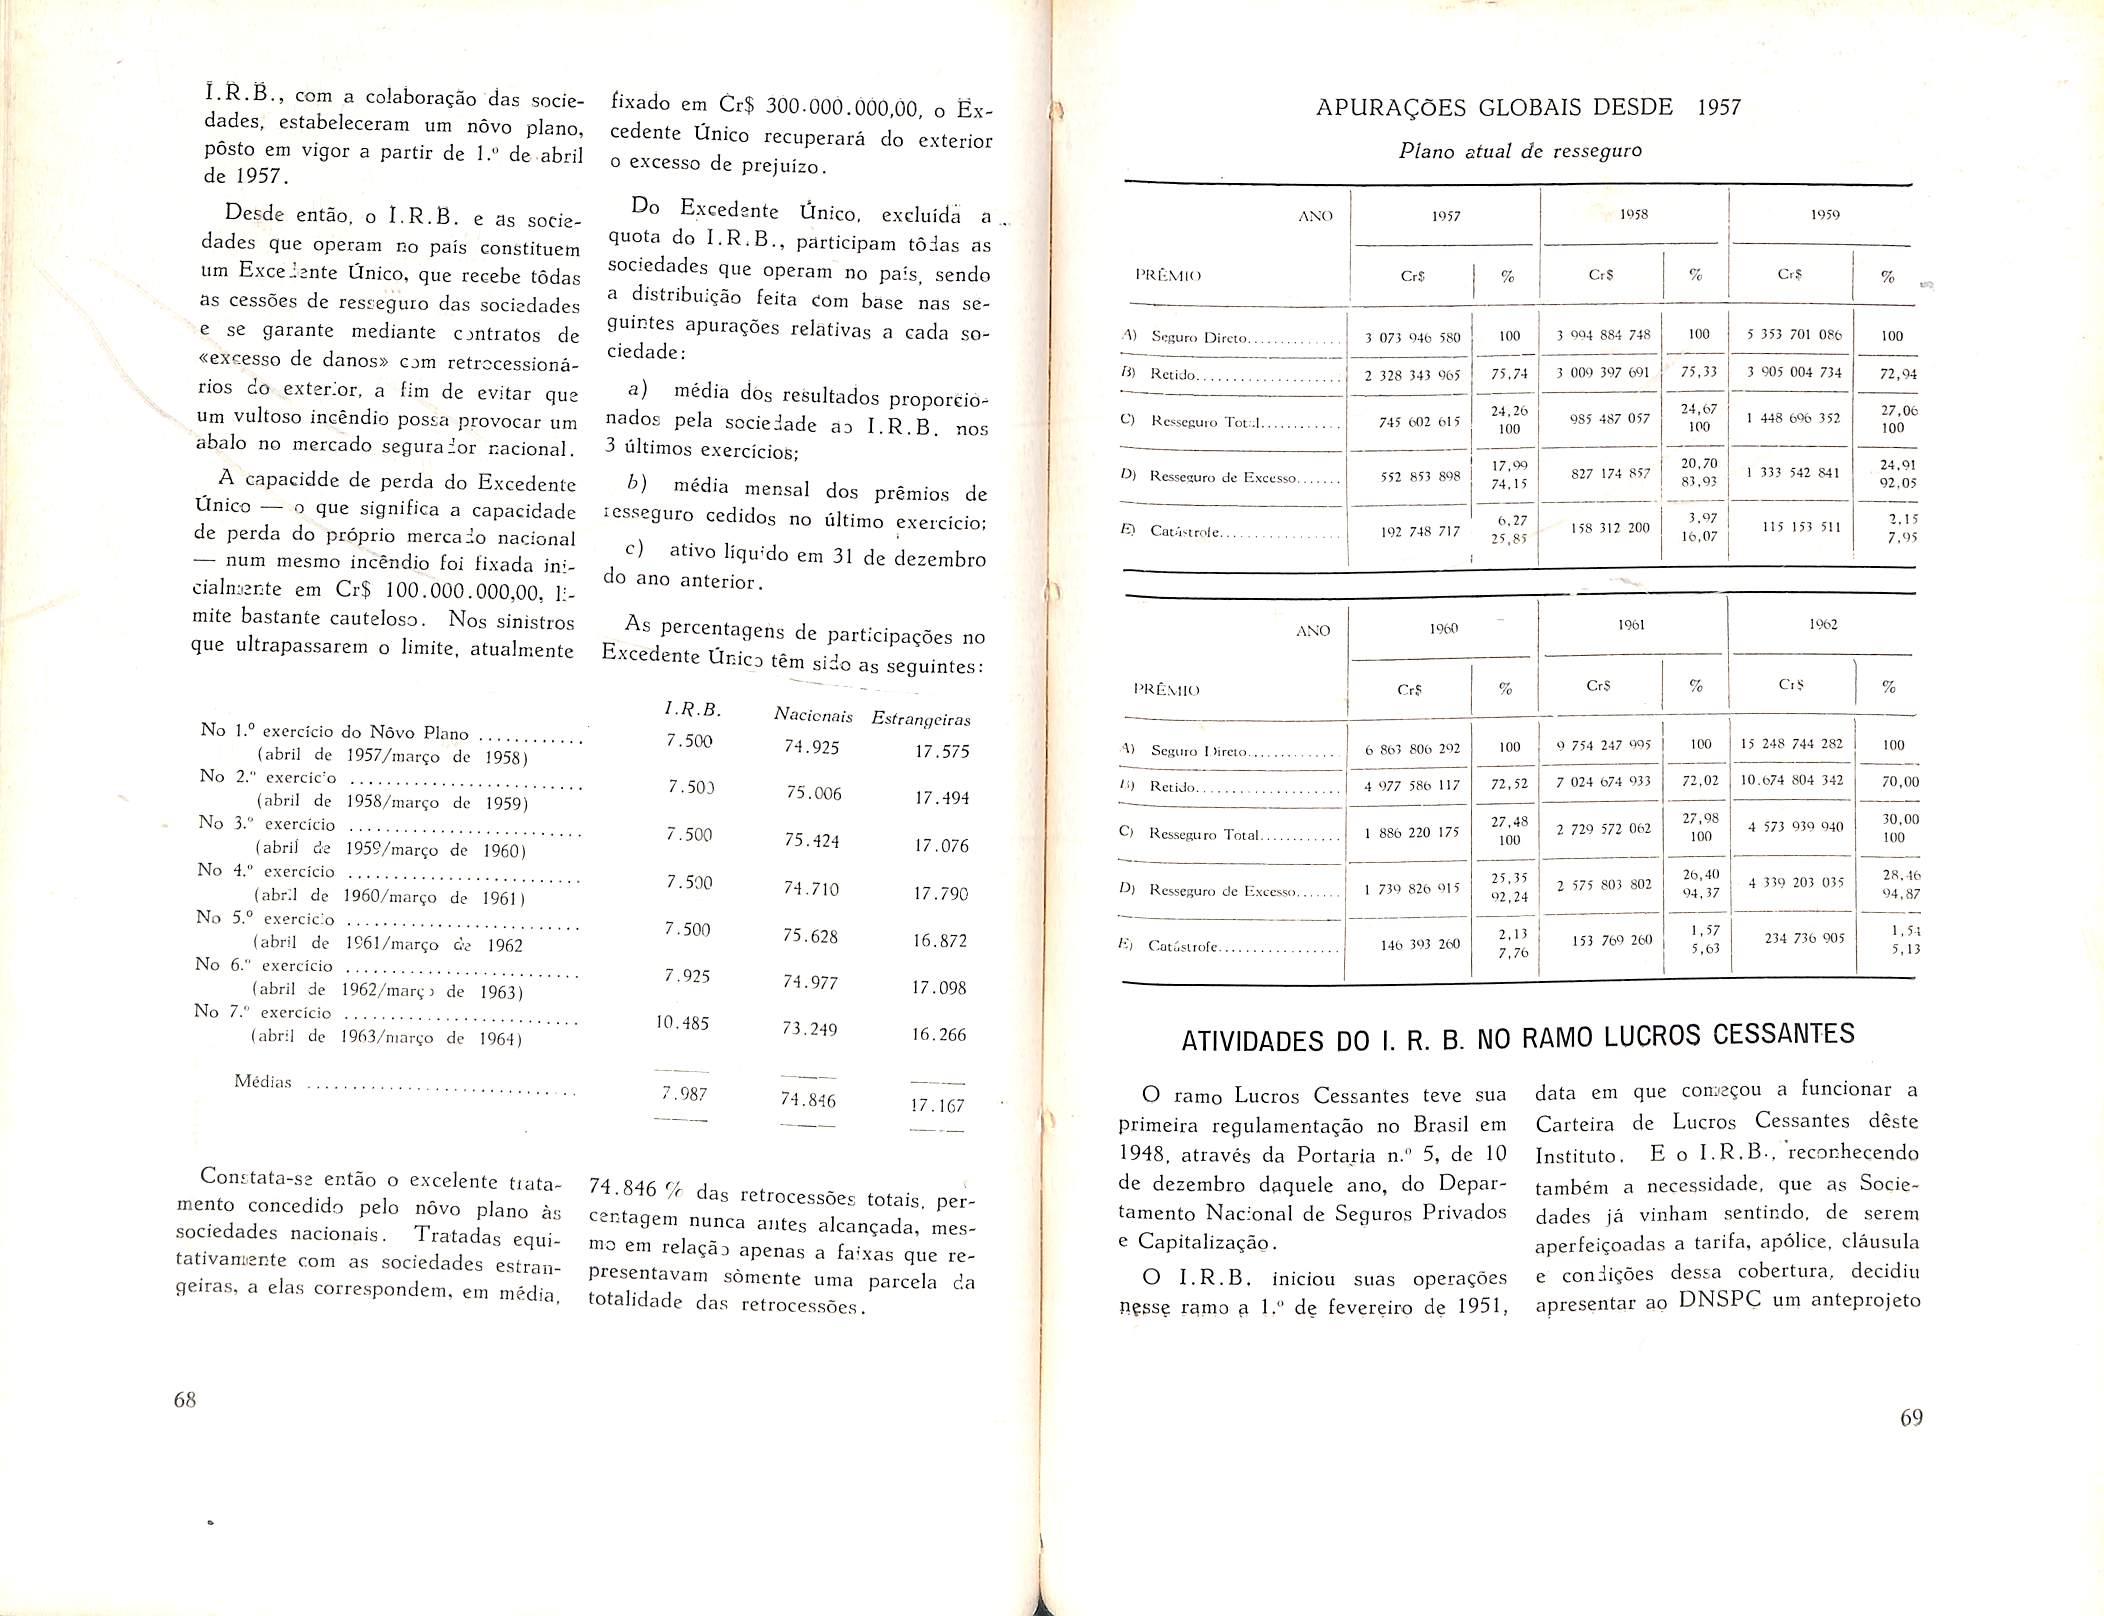 I.R.B., com a colaboração das socie-
dades, estabeleceram um nôvo plano,
pôsto em vigor a partir de 1.º de abril
de 1957.
Desde então, o I.R.B. e as socie-
dades que operam no país constituem
um Excedente Único, que recebe tôdas
as cessões de resseguro das sociedades
e se garante mediante contratos de
«excesso de danos» com retrocessioná-
rios do exterior, a fim de evitar que
um vultoso incêndio possa provocar um
abalo no mercado segurador nacional.
A capacidde de perda do Excedente
Único — o que significa a capacidade
de perda do próprio mercado nacional
— num mesmo incêndio foi fixada ini-
cialmente em Cr$ 100.000.000,00, li-
mite bastante cauteloso. Nos sinistros
que ultrapassarem o limite, atualmente
fixado em Cr$ 300.000.000,00, o Ex-
cedente Único recuperará do exterior
o excesso de prejuízo.
Do Excedente Único, excluída a
quota do I.R.B., participam tôdas as
sociedades que operam no país, sendo
a distribuição feita com base nas se-
guintes apurações relativas a cada so-
ciedade:
a) média dos resultados proporcio-
nados pela sociedade ao I.R.B. nos
3 últimos exercícios;
b) média mensal dos prêmios de
resseguro cedidos no último exercício;
c) ativo líquido em 31 de dezembro
do ano anterior.
As percentagens de participações no
Excedente Único têm sido as seguintes:
I.R.B. Nacionais Estrangeiras
No 1.º exercício do Nôvo Plano ............ 7.500 74.925 17.575
(abril de 1957/março de 1958)
No 2.º exercício .......................... 7.500 75.006 17.494
(abril de 1958/março de 1959)
No 3.º exercício .......................... 7.500 75.424 17.076
(abril de 1959/março de 1960)
No 4.º exercício .......................... 7.500 74.710 17.790
(abril de 1960/março de 1961)
No 5.º exercício .......................... 7.500 75.628 16.872
(abril de 1961/março de 1962
No 6.º exercício .......................... 7.925 74.977 17.098
(abril de 1962/março de 1963)
No 7.º exercício .......................... 10.485 73.249 16.266
(abril de 1963/março de 1964)
Médias .............................. 7.987 74.846 17.167
Constata-se então o excelente trata-
mento concedido pelo nôvo plano às
sociedades nacionais. Tratadas equi-
tativamente com as sociedades estran-
geiras, a elas correspondem, em média,
74.846 % das retrocessões totais, per-
centagem nunca antes alcançada, mes-
mo em relação apenas a faixas que re-
presentavam sòmente uma parcela da
totalidade das retrocessões.
68
APURAÇÕES GLOBAIS DESDE 1957
Plano atual de resseguro
ANO 1957 1958 1959
PRÊMIO Cr$ % Cr$ % Cr$ %
A) Seguro Direto.............. 3 073 946 580 100 3 994 884 748 100 5 353 701 086 100
B) Retido..................... 2 328 343 965 75,74 3 009 397 691 75,33 3 905 004 734 72,94
C) Resseguro Total............ 745 602 615 24,26 985 487 057 24,67 1 448 696 352 27,06
100 100 100
D) Resseguro de Excesso....... 552 853 898 17,99 827 174 857 20,70 1 333 542 841 24,91
74,15 83,93 92,05
E) Catástrofe................. 192 748 717 6,27 158 312 200 3,97 115 153 511 2,15
25,85 16,07 7,95
ANO 1960 1961 1962
PRÊMIO Cr$ % Cr$ % Cr$ %
A) Seguro Direto.............. 6 863 806 292 100 9 754 247 995 100 15 248 744 282 100
B) Retido..................... 4 977 586 117 72,52 7 024 674 933 72,02 10.674 804 342 70,00
C) Resseguro Total............ 1 886 220 175 27,48 2 729 572 062 27,98 4 573 939 940 30,00
100 100 100
D) Resseguro de Excesso....... 1 739 826 915 25,35 2 575 803 802 26,40 4 339 203 035 28,46
92,24 94,37 94,87
E) Catástrofe................. 146 393 260 2,13 153 769 260 1,57 234 736 905 1,54
7,76 5,63 5,13
ATIVIDADES DO I. R. B. NO RAMO LUCROS CESSANTES
O ramo Lucros Cessantes teve sua
primeira regulamentação no Brasil em
1948, através da Portaria n.º 5, de 10
de dezembro daquele ano, do Depar-
tamento Nacional de Seguros Privados
e Capitalização.
O I.R.B. iniciou suas operações
nesse ramo a 1.º de fevereiro de 1951,
data em que começou a funcionar a
Carteira de Lucros Cessantes dêste
Instituto. E o I.R.B., reconhecendo
também a necessidade, que as Socie-
dades já vinham sentindo, de serem
aperfeiçoadas a tarifa, apólice, cláusula
e condições dessa cobertura, decidiu
apresentar ao DNSPC um anteprojeto
69